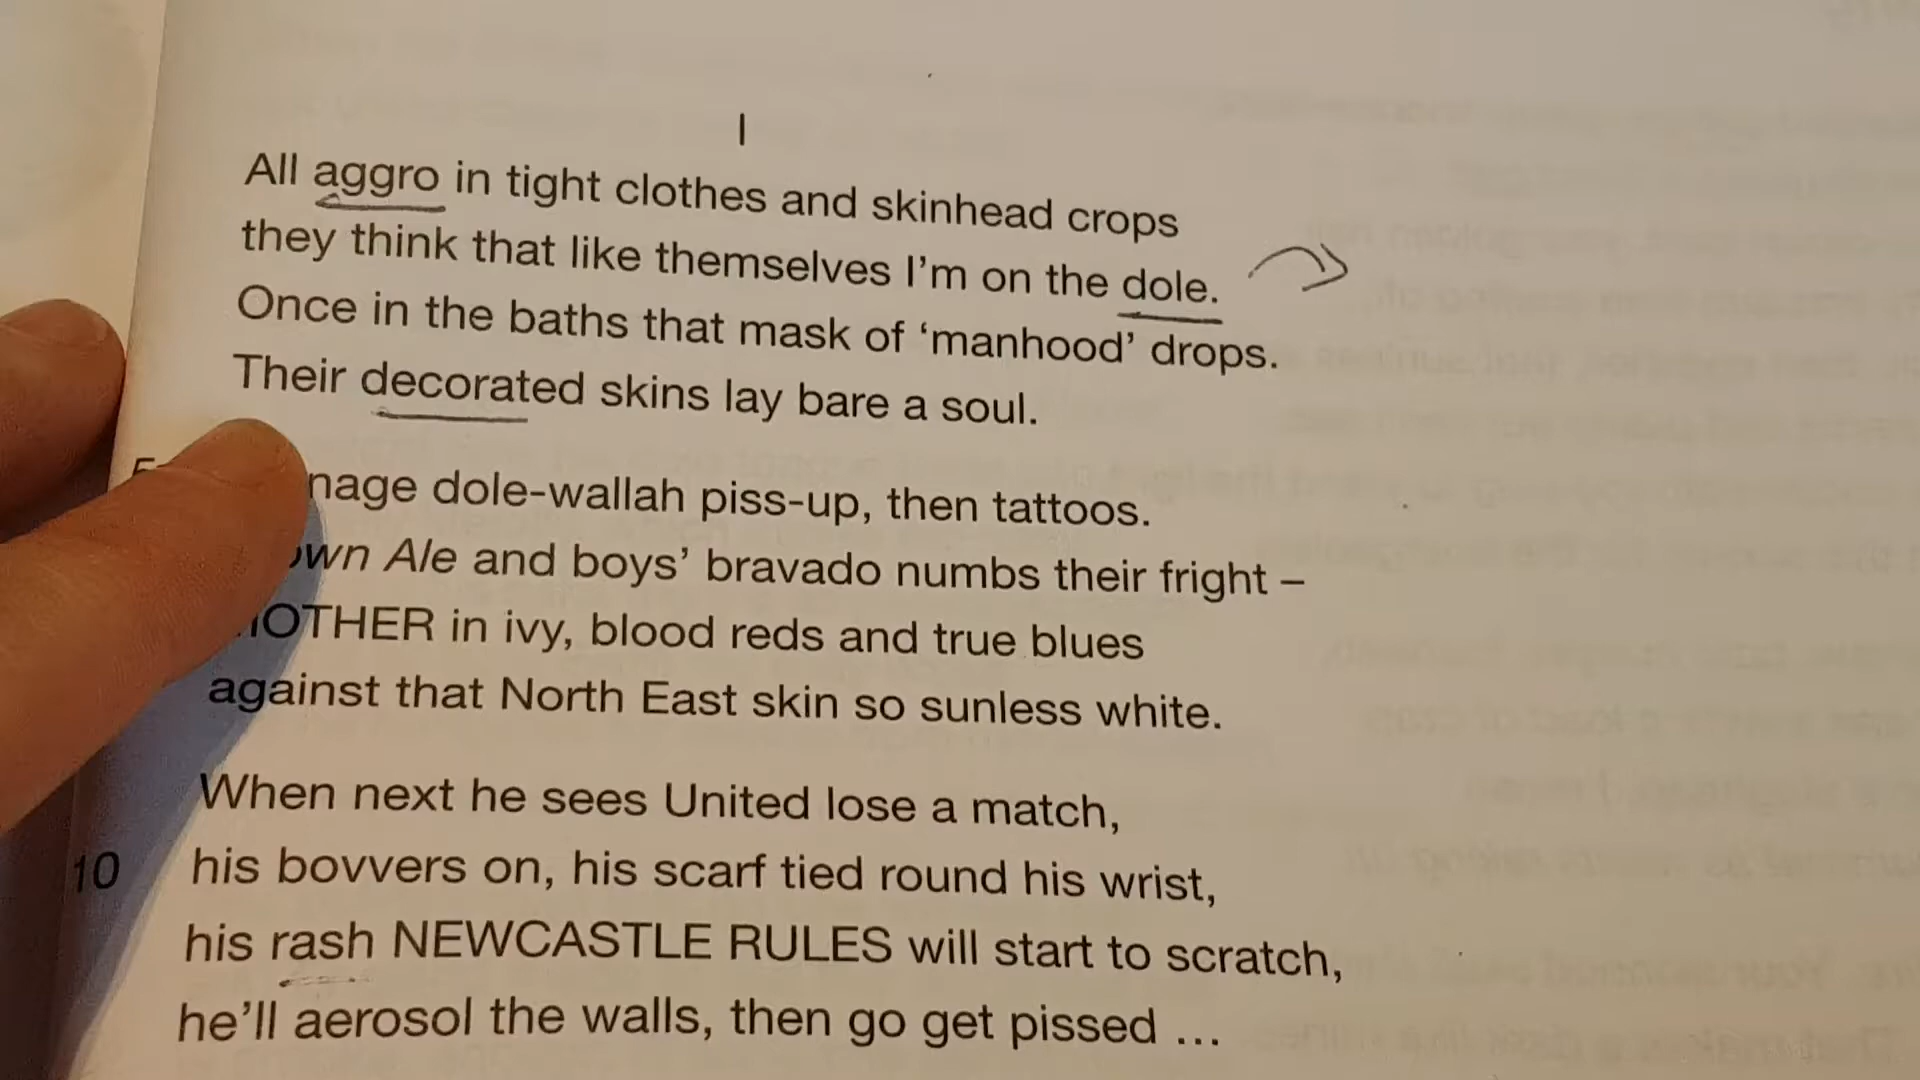 I
All aggro in tight clothes and skinhead crops
they think that like themselves I'm on the dole.
Once in the baths that mask of 'manhood' drops.
Their decorated skins lay bare a soul.
dole-wallah piss-up, then tattoos.
Ale and boys' bravado numbs their fright –
in ivy, blood reds and true blues
against that North East skin so sunless white.
When next he sees United lose a match,
10 his bovvers on, his scarf tied round his wrist,
his rash NEWCASTLE RULES will start to scratch,
he'll aerosol the walls, then go get pissed ...